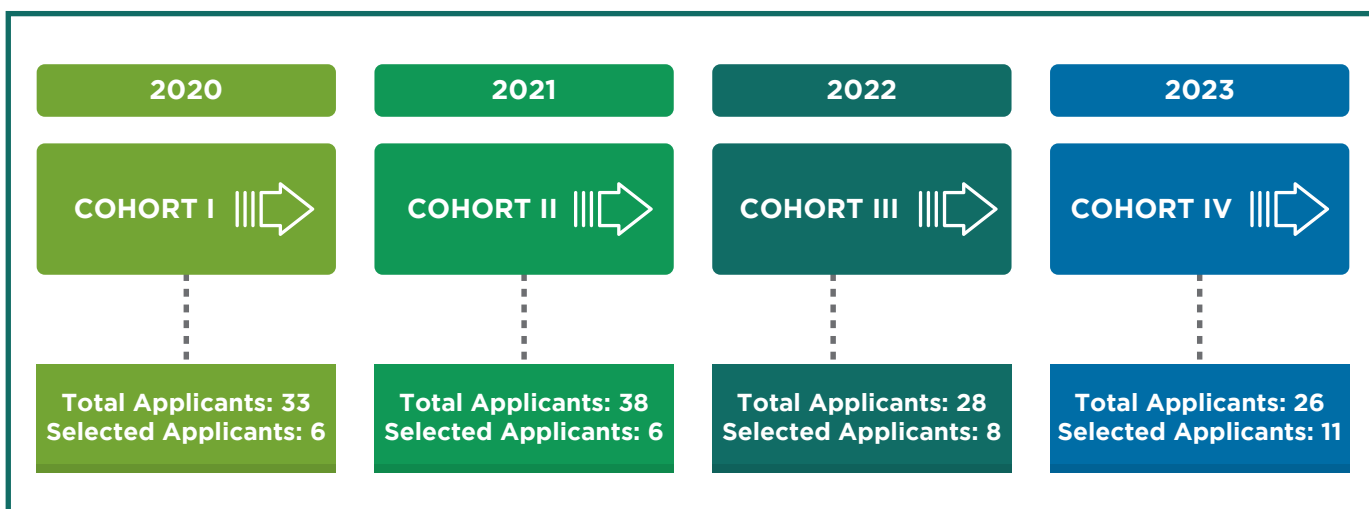 2020
COHORT I
Total Applicants: 33
Selected Applicants: 6
2021
COHORT II
Total Applicants: 38
Selected Applicants: 6
2022
COHORT III
Total Applicants: 28
Selected Applicants: 8
2023
COHORT IV
Total Applicants: 26
Selected Applicants: 11